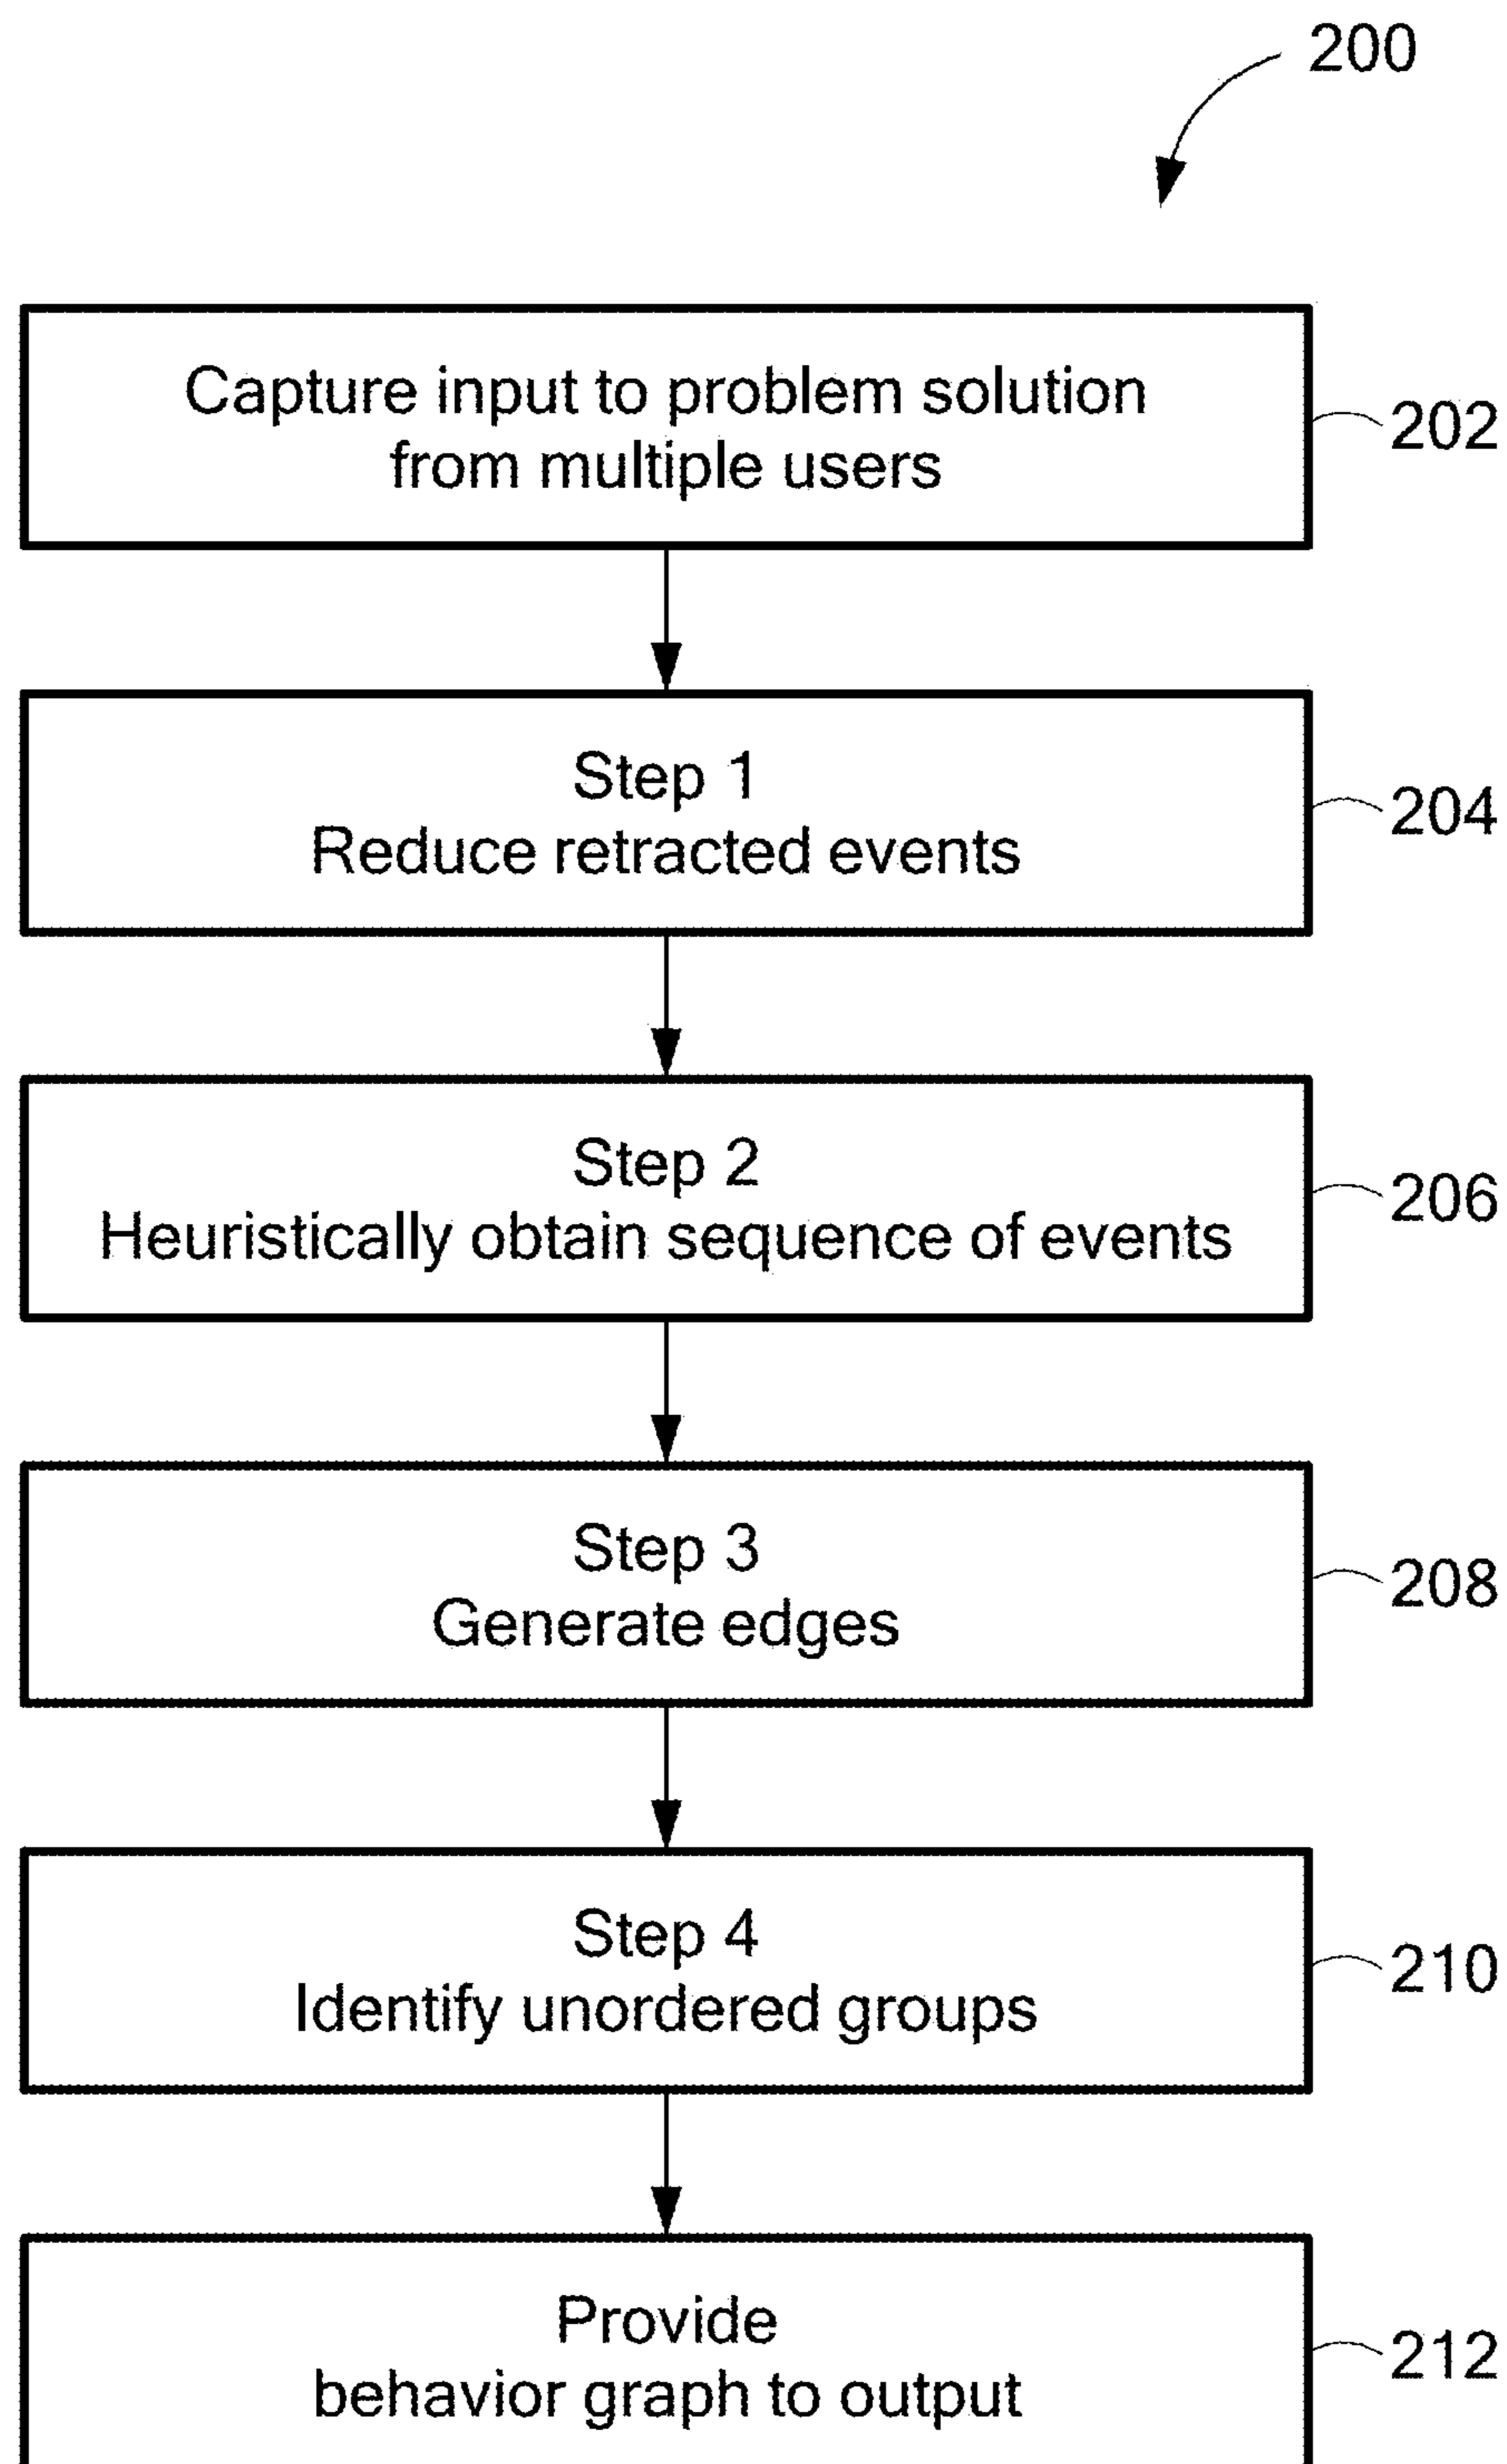 200
Capture input to problem solution
from multiple users
202
Step 1
Reduce retracted events
204
Step 2
Heuristically obtain sequence of events
206
Step 3
Generate edges
208
Step 4
Identify unordered groups
210
Provide
behavior graph to output
212